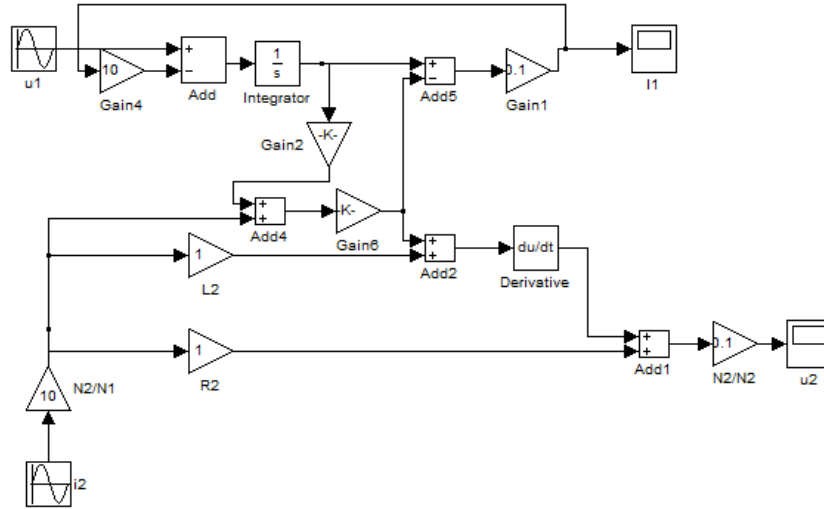 u1
10
Gain4
+
−
Add
1
s
Integrator
+
−
Add5
0.1
Gain1
I1
-K-
Gain2
+
+
Add4
-K-
Gain6
1
L2
+
+
Add2
du/dt
Derivative
1
R2
+
+
Add1
0.1
N2/N2
u2
10
N2/N1
i2